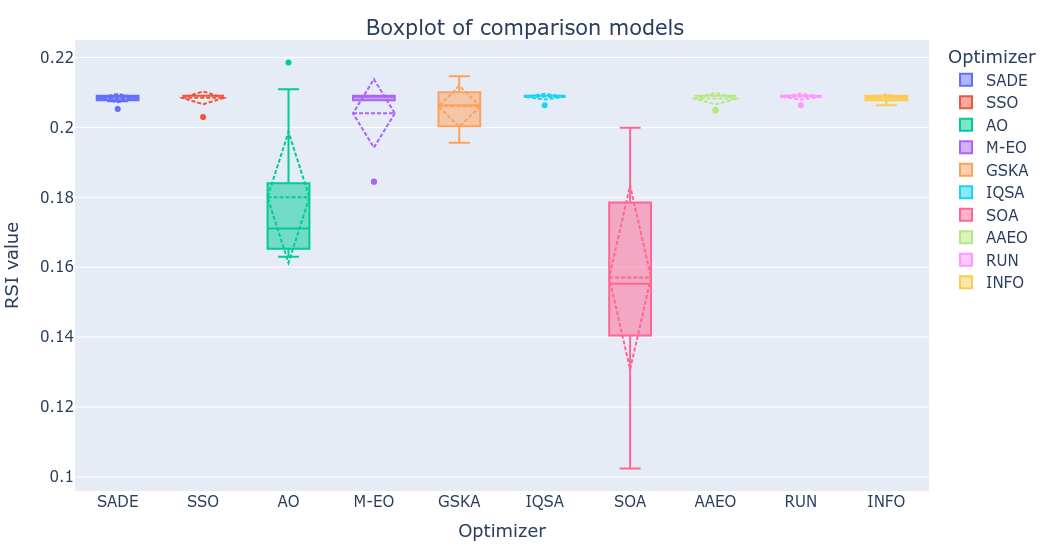 Boxplot of comparison models
RSI value
0.22
0.2
0.18
0.16
0.14
0.12
0.1
SADE SSO AO M-EO GSKA IQSA SOA AAEO RUN INFO
Optimizer
Optimizer
SADE
SSO
AO
M-EO
GSKA
IQSA
SOA
AAEO
RUN
INFO